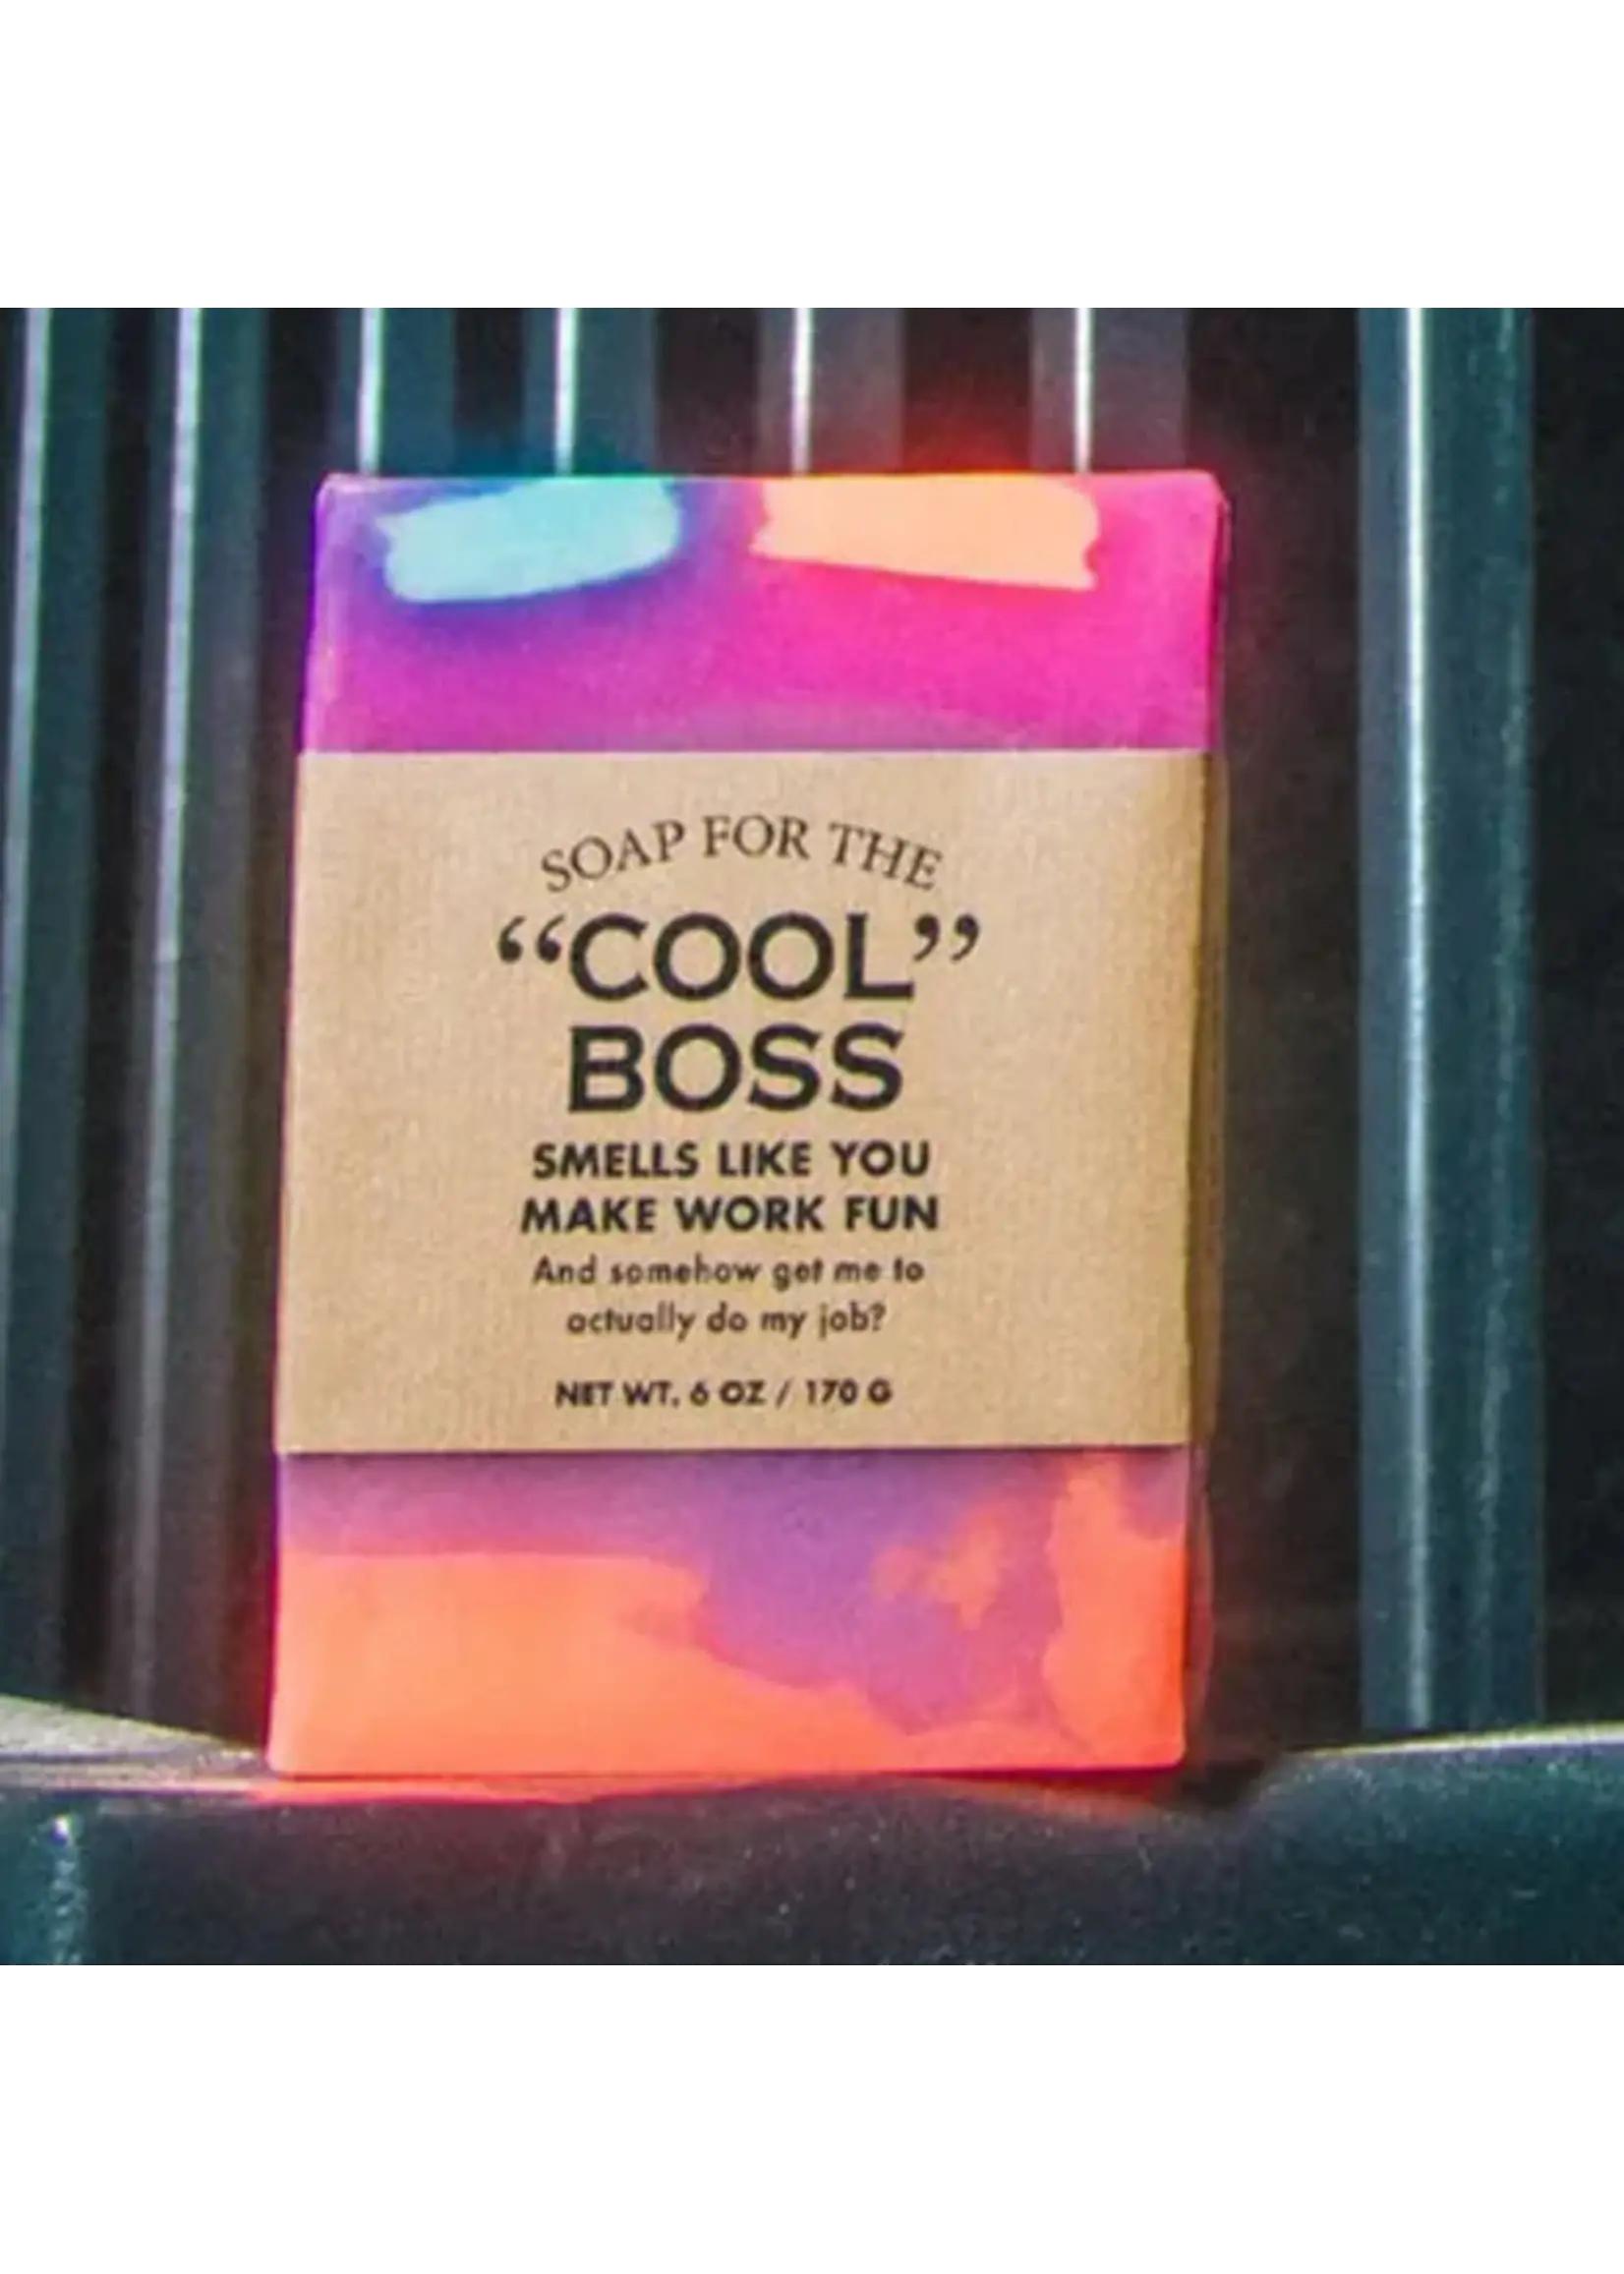 SOAP FOR THE
“COOL”
BOSS
SMELLS LIKE YOU
MAKE WORK FUN
And somehow get me to
actually do my job?
NET WT. 6 OZ / 170 G